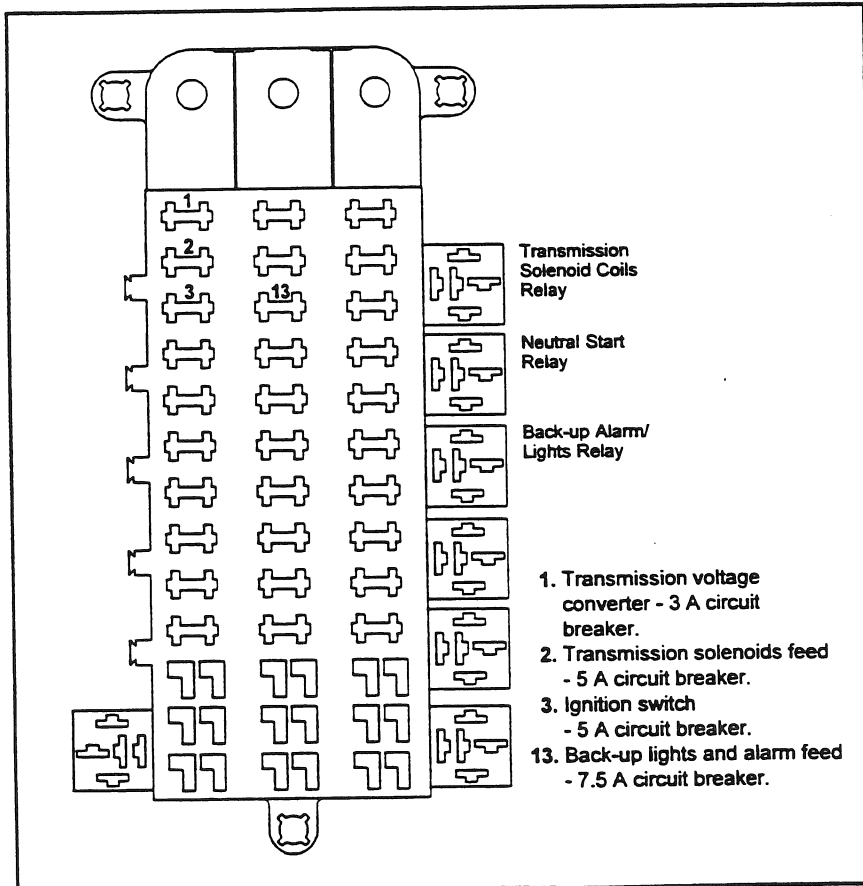 1
2
3
13
Transmission
Solenoid Coils
Relay
Neutral Start
Relay
Back-up Alarm/
Lights Relay
1. Transmission voltage
converter - 3 A circuit
breaker.
2. Transmission solenoids feed
- 5 A circuit breaker.
3. Ignition switch
- 5 A circuit breaker.
13. Back-up lights and alarm feed
- 7.5 A circuit breaker.